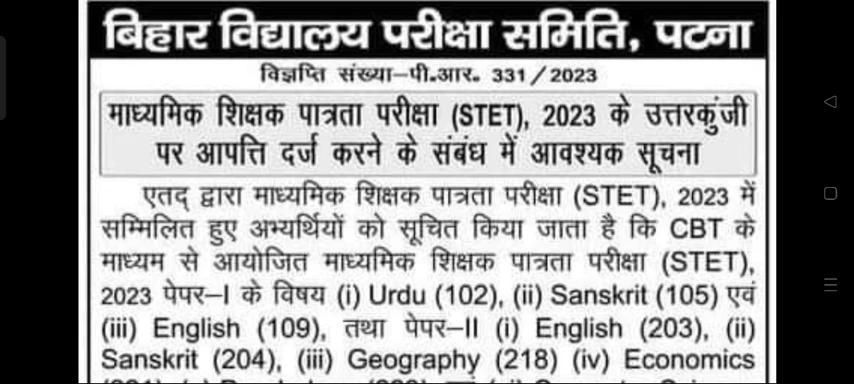 बिहार विद्यालय परीक्षा समिति, पटना
विज्ञप्ति संख्या–पी.आर. 331/2023
माध्यमिक शिक्षक पात्रता परीक्षा (STET), 2023 के उत्तरकुंजी
पर आपत्ति दर्ज करने के संबंध में आवश्यक सूचना
एतद् द्वारा माध्यमिक शिक्षक पात्रता परीक्षा (STET), 2023 में
सम्मिलित हुए अभ्यर्थियों को सूचित किया जाता है कि CBT के
माध्यम से आयोजित माध्यमिक शिक्षक पात्रता परीक्षा (STET),
2023 पेपर–I के विषय (i) Urdu (102), (ii) Sanskrit (105) एवं
(iii) English (109), तथा पेपर–II (i) English (203), (ii)
Sanskrit (204), (iii) Geography (218) (iv) Economics